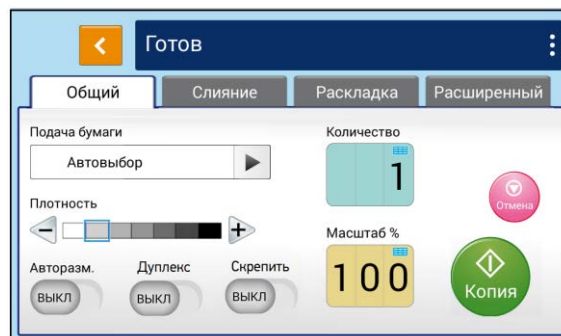 Готов
Общий Слияние Раскладка Расширенный
Подача бумаги
Автовыбор
Количество
1
Плотность
Отмена
Масштаб %
100
Авторазм. Дуплекс Скрепить
выкл выкл выкл
Копия